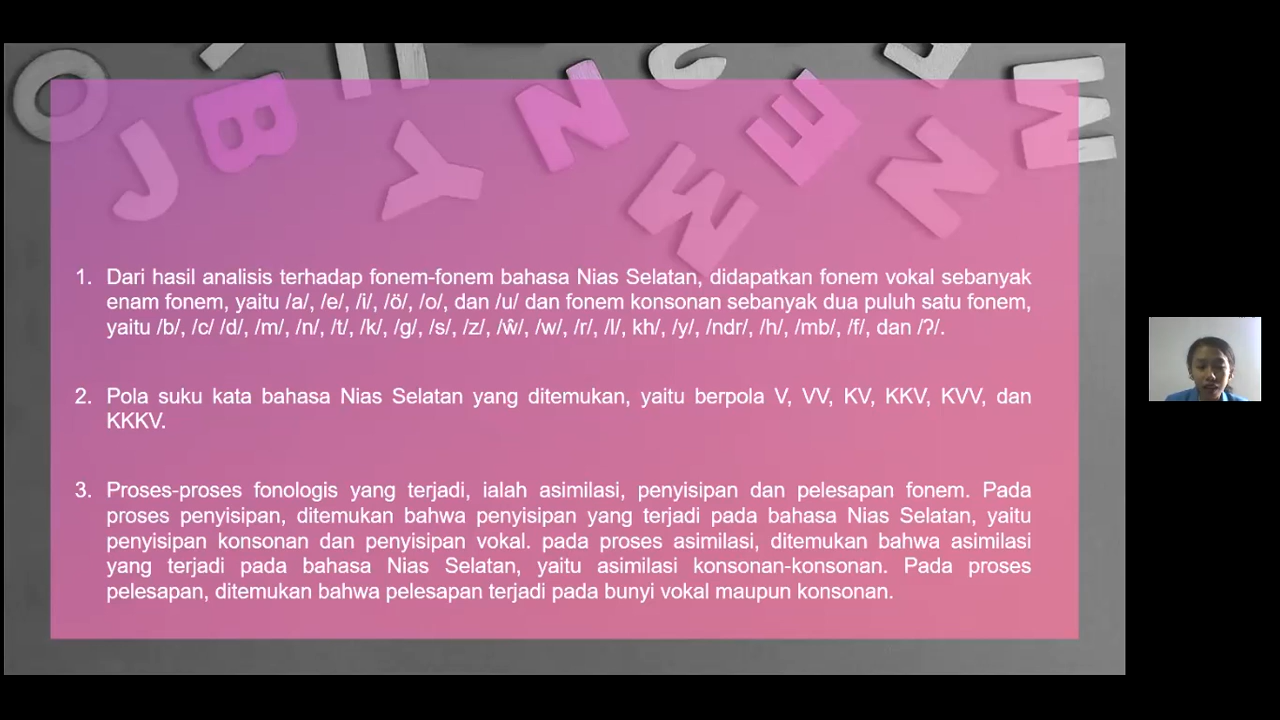 1. Dari hasil analisis terhadap fonem-fonem bahasa Nias Selatan, didapatkan fonem vokal sebanyak
enam fonem, yaitu /a/, /e/, /i/, /ö/, /o/, dan /u/ dan fonem konsonan sebanyak dua puluh satu fonem,
yaitu /b/, /c/ /d/, /m/, /n/, /t/, /k/, /g/, /s/, /z/, /ŵ/, /w/, /r/, /l/, kh/, /y/, /ndr/, /h/, /mb/, /f/, dan /ʔ/.
2. Pola suku kata bahasa Nias Selatan yang ditemukan, yaitu berpola V, VV, KV, KKV, KVV, dan
KKKV.
3. Proses-proses fonologis yang terjadi, ialah asimilasi, penyisipan dan pelesapan fonem. Pada
proses penyisipan, ditemukan bahwa penyisipan yang terjadi pada bahasa Nias Selatan, yaitu
penyisipan konsonan dan penyisipan vokal. pada proses asimilasi, ditemukan bahwa asimilasi
yang terjadi pada bahasa Nias Selatan, yaitu asimilasi konsonan-konsonan. Pada proses
pelesapan, ditemukan bahwa pelesapan terjadi pada bunyi vokal maupun konsonan.